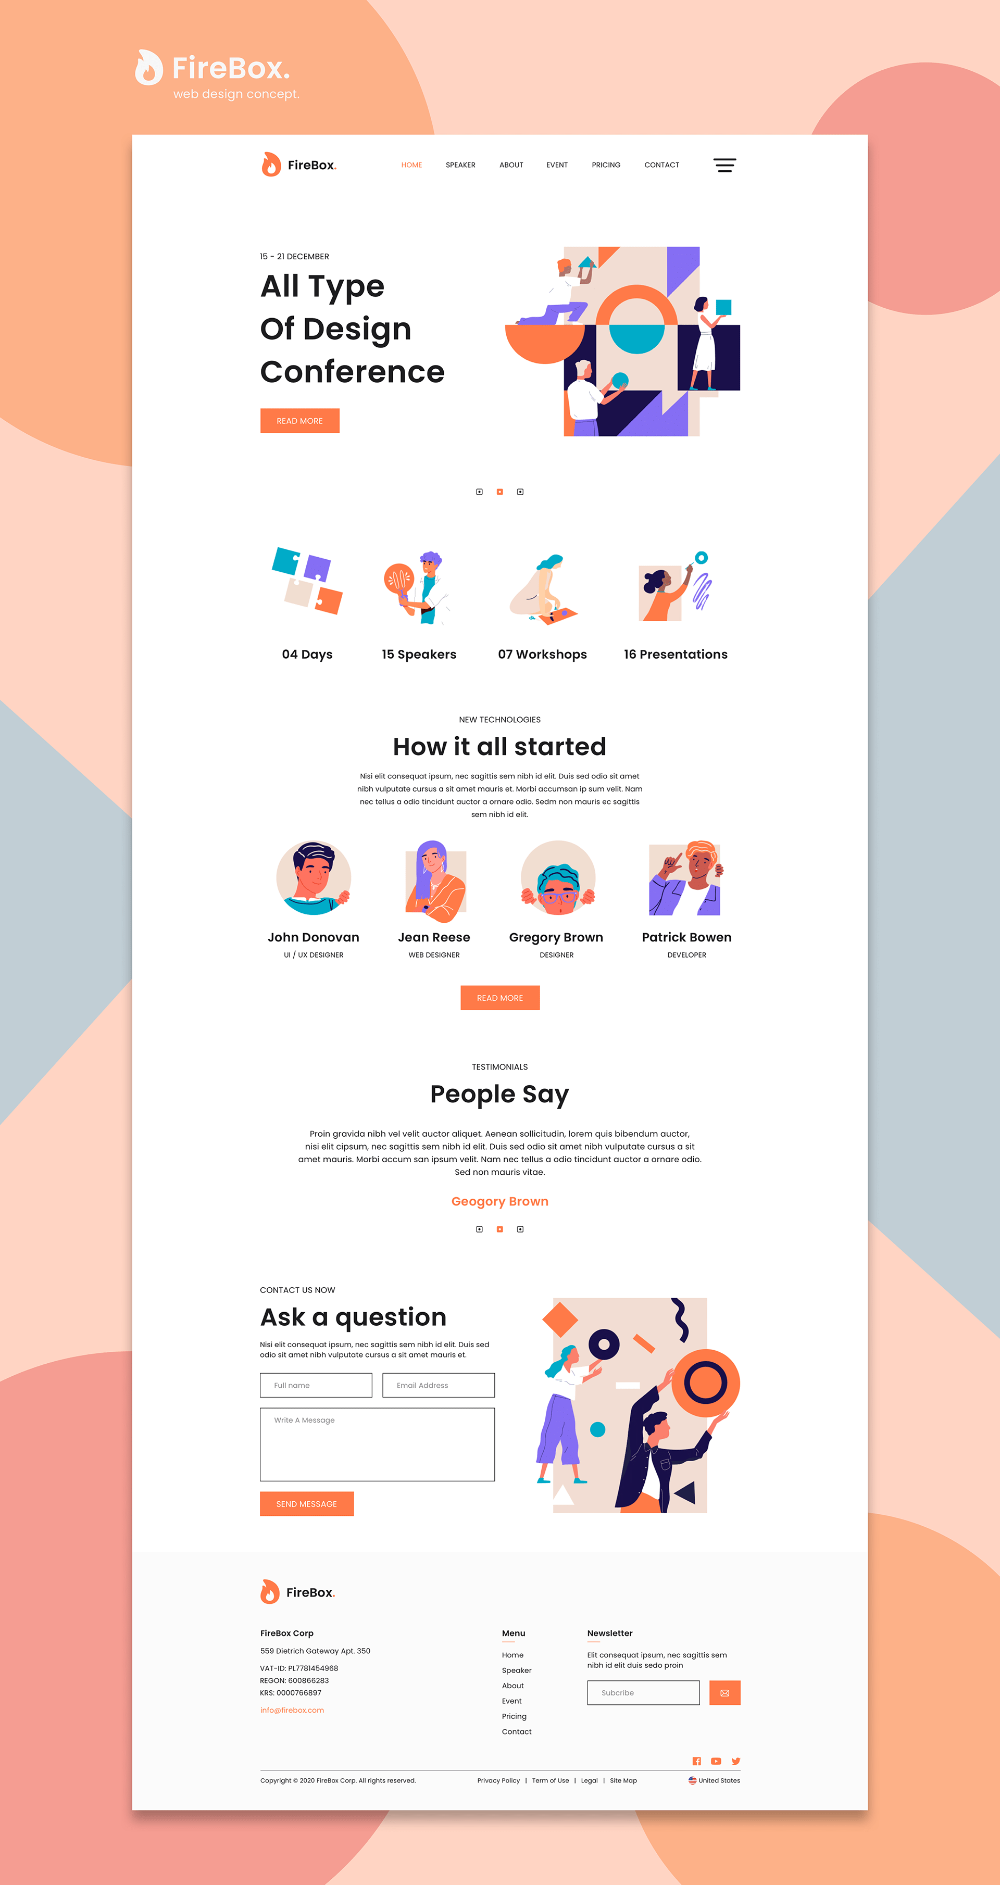 FireBox.
web design concept.
FireBox.
HOME SPEAKER ABOUT EVENT PRICING CONTACT
15 - 21 DECEMBER
All Type
Of Design
Conference
READ MORE
04 Days
15 Speakers
07 Workshops
16 Presentations
NEW TECHNOLOGIES
How it all started
Nisi elit consequat ipsum, nec sagittis sem nibh id elit. Duis sed odio sit amet
nibh vulputate cursus a sit amet mauris et. Morbi accumsan ip sum velit. Nam
nec tellus a odio tincidunt auctor a ornare odio. Sedm non mauris ec sagittis
sem nibh id elit.
John Donovan
UI / UX DESIGNER
Jean Reese
WEB DESIGNER
Gregory Brown
DESIGNER
Patrick Bowen
DEVELOPER
READ MORE
TESTIMONIALS
People Say
Proin gravida nibh vel velit auctor aliquet. Aenean sollicitudin, lorem quis bibendum auctor,
nisi elit cipsum, nec sagittis sem nibh id elit. Duis sed odio sit amet nibh vulputate cursus a sit
amet mauris. Morbi accum san ipsum velit. Nam nec tellus a odio tincidunt auctor a ornare odio.
Sed non mauris vitae.
Geogory Brown
CONTACT US NOW
Ask a question
Nisi elit consequat ipsum, nec sagittis sem nibh id elit. Duis sed
odio sit amet nibh vulputate cursus a sit amet mauris et.
Full name
Email Address
Write A Message
SEND MESSAGE
FireBox.
FireBox Corp
559 Dietrich Gateway Apt. 350
VAT-ID: PL7781454968
REGON: 600866283
KRS: 0000766897
info@firebox.com
Menu
Home
Speaker
About
Event
Pricing
Contact
Newsletter
Elit consequat ipsum, nec sagittis sem
nibh id elit duis sedo proin
Subcribe
Copyright © 2020 FireBox Corp. All rights reserved.
Privacy Policy | Term of Use | Legal | Site Map
United States